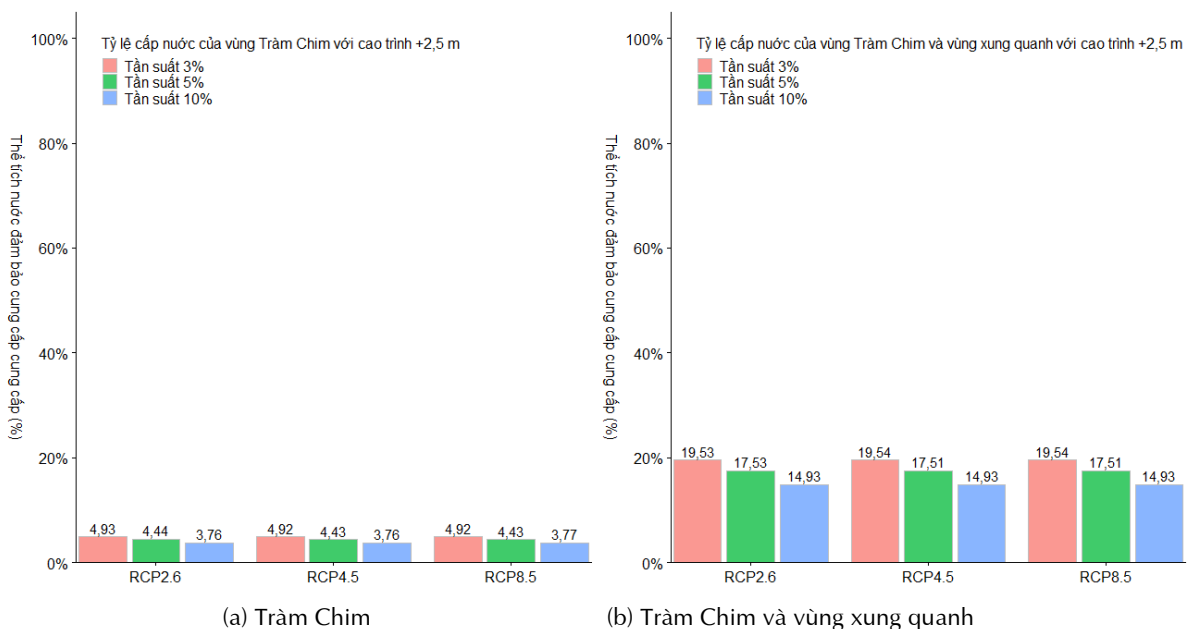 Tỷ lệ cấp nước của vùng Tràm Chim với cao trình +2,5 m
Tần suất 3%
Tần suất 5%
Tần suất 10%
Thể tích nước đảm bảo cung cấp cung cấp (%)
100%
80%
60%
40%
20%
0%
4,93
4,44
3,76
4,92
4,43
3,76
4,92
4,43
3,77
RCP2.6
RCP4.5
RCP8.5
(a) Tràm Chim
Tỷ lệ cấp nước của vùng Tràm Chim và vùng xung quanh với cao trình +2,5 m
Tần suất 3%
Tần suất 5%
Tần suất 10%
Thể tích nước đảm bảo cung cấp cung cấp (%)
100%
80%
60%
40%
20%
0%
19,53
17,53
14,93
19,54
17,51
14,93
19,54
17,51
14,93
RCP2.6
RCP4.5
RCP8.5
(b) Tràm Chim và vùng xung quanh